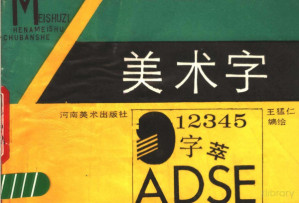 MEISHUZI
HENANMEISHU
CHUBANSHE
美术字
河南美术出版社
12345
王猛仁
编绘
字萃
ADSE
library